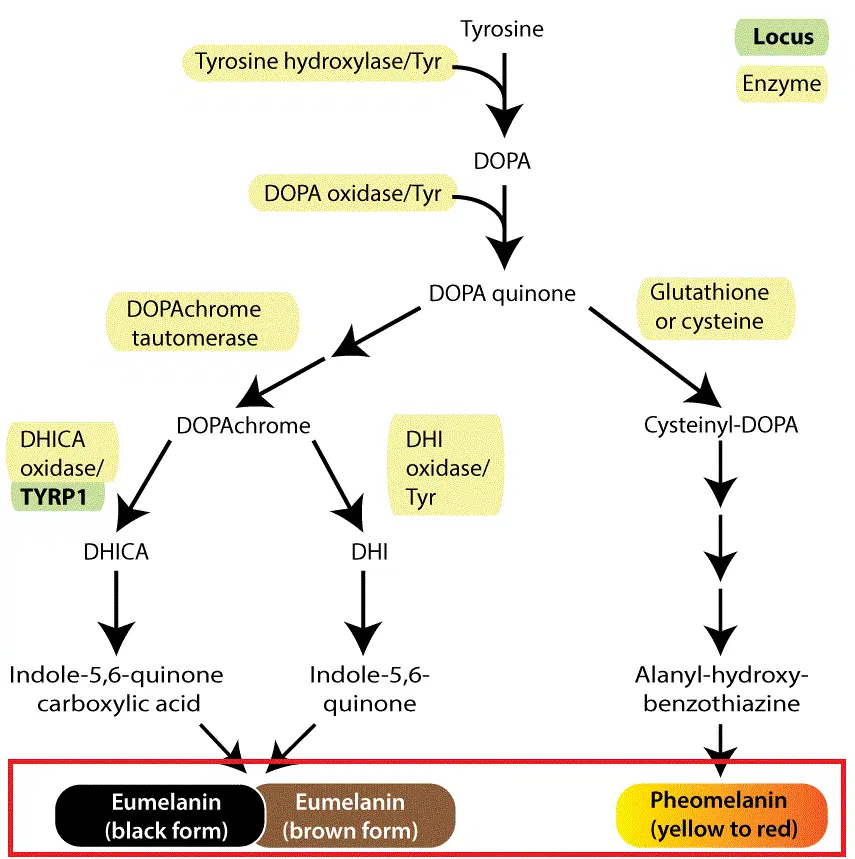 Tyrosine
Locus
Tyrosine hydroxylase/Tyr
Enzyme
DOPA
DOPA oxidase/Tyr
DOPA quinone
Glutathione
or cysteine
DOPAchrome
tautomerase
DOPAchrome
Cysteinyl-DOPA
DHICA
oxidase/
TYRP1
DHI
oxidase/
Tyr
DHICA
DHI
Indole-5,6-quinone
carboxylic acid
Indole-5,6-
quinone
Alanyl-hydroxy-
benzothiazine
Eumelanin
(black form)
Eumelanin
(brown form)
Pheomelanin
(yellow to red)